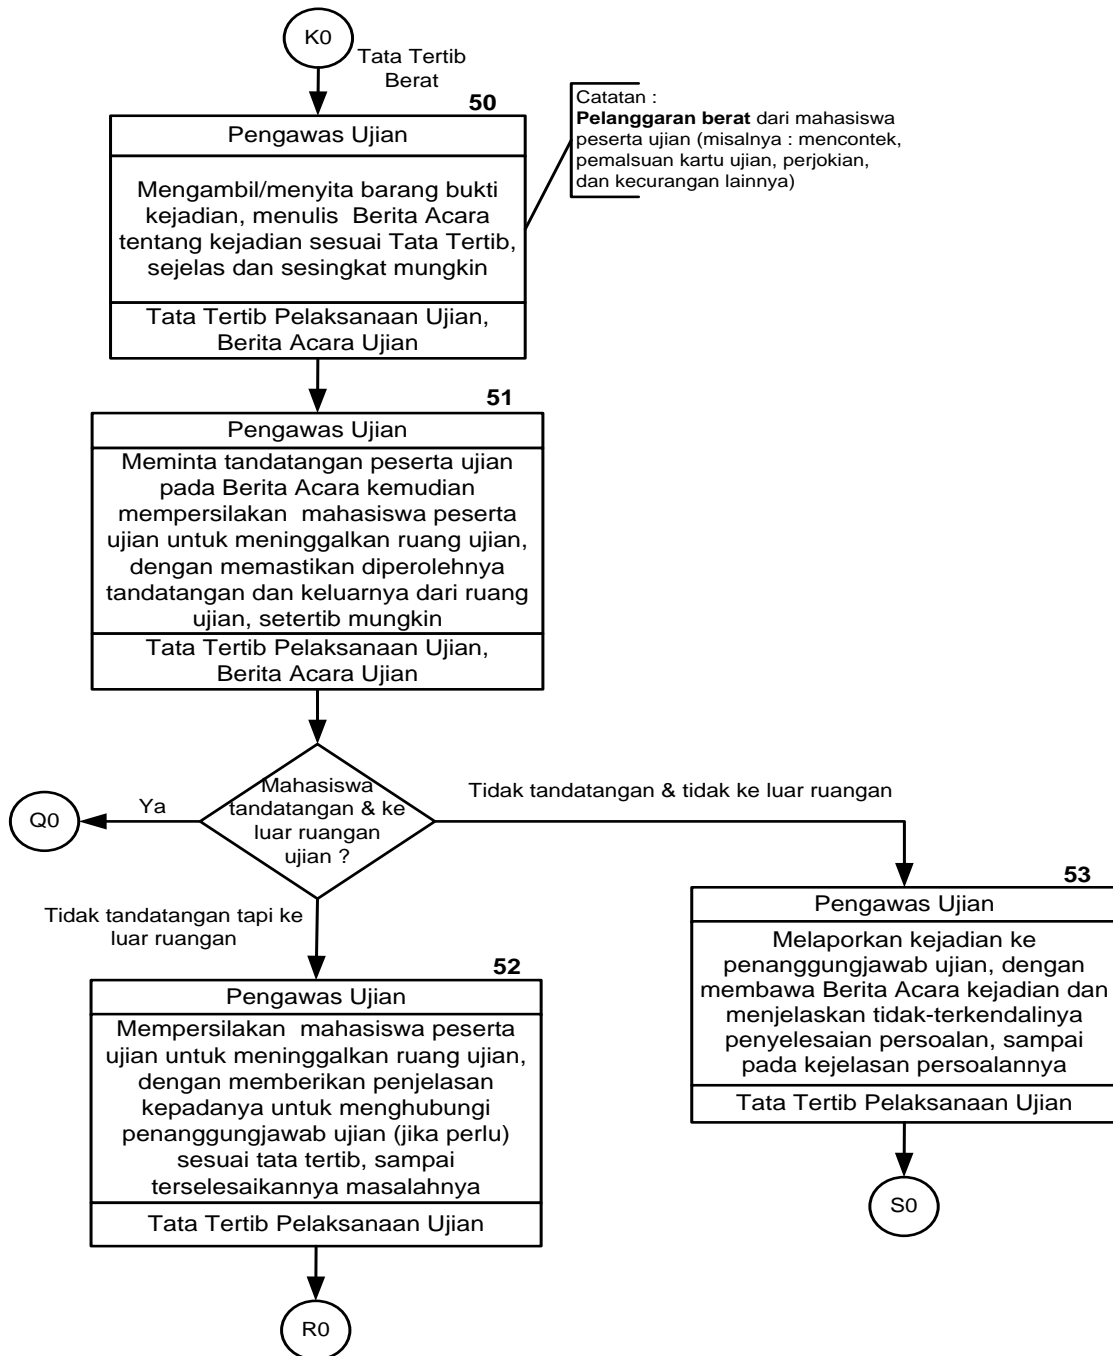 K0
Tata Tertib
Berat
50
Pengawas Ujian
Mengambil/menyita barang bukti
kejadian, menulis  Berita Acara
tentang kejadian sesuai Tata Tertib,
sejelas dan sesingkat mungkin
Tata Tertib Pelaksanaan Ujian,
Berita Acara Ujian
Catatan :
Pelanggaran berat dari mahasiswa
peserta ujian (misalnya : mencontek,
pemalsuan kartu ujian, perjokian,
dan kecurangan lainnya)
51
Pengawas Ujian
Meminta tandatangan peserta ujian
pada Berita Acara kemudian
mempersilakan  mahasiswa peserta
ujian untuk meninggalkan ruang ujian,
dengan memastikan diperolehnya
tandatangan dan keluarnya dari ruang
ujian, setertib mungkin
Tata Tertib Pelaksanaan Ujian,
Berita Acara Ujian
Mahasiswa
tandatangan & ke
luar ruangan
ujian ?
Ya
Q0
Tidak tandatangan & tidak ke luar ruangan
Tidak tandatangan tapi ke
luar ruangan
52
Pengawas Ujian
Mempersilakan  mahasiswa peserta
ujian untuk meninggalkan ruang ujian,
dengan memberikan penjelasan
kepadanya untuk menghubungi
penanggungjawab ujian (jika perlu)
sesuai tata tertib, sampai
terselesaikannya masalahnya
Tata Tertib Pelaksanaan Ujian
R0
53
Pengawas Ujian
Melaporkan kejadian ke
penanggungjawab ujian, dengan
membawa Berita Acara kejadian dan
menjelaskan tidak-terkendalinya
penyelesaian persoalan, sampai
pada kejelasan persoalannya
Tata Tertib Pelaksanaan Ujian
S0